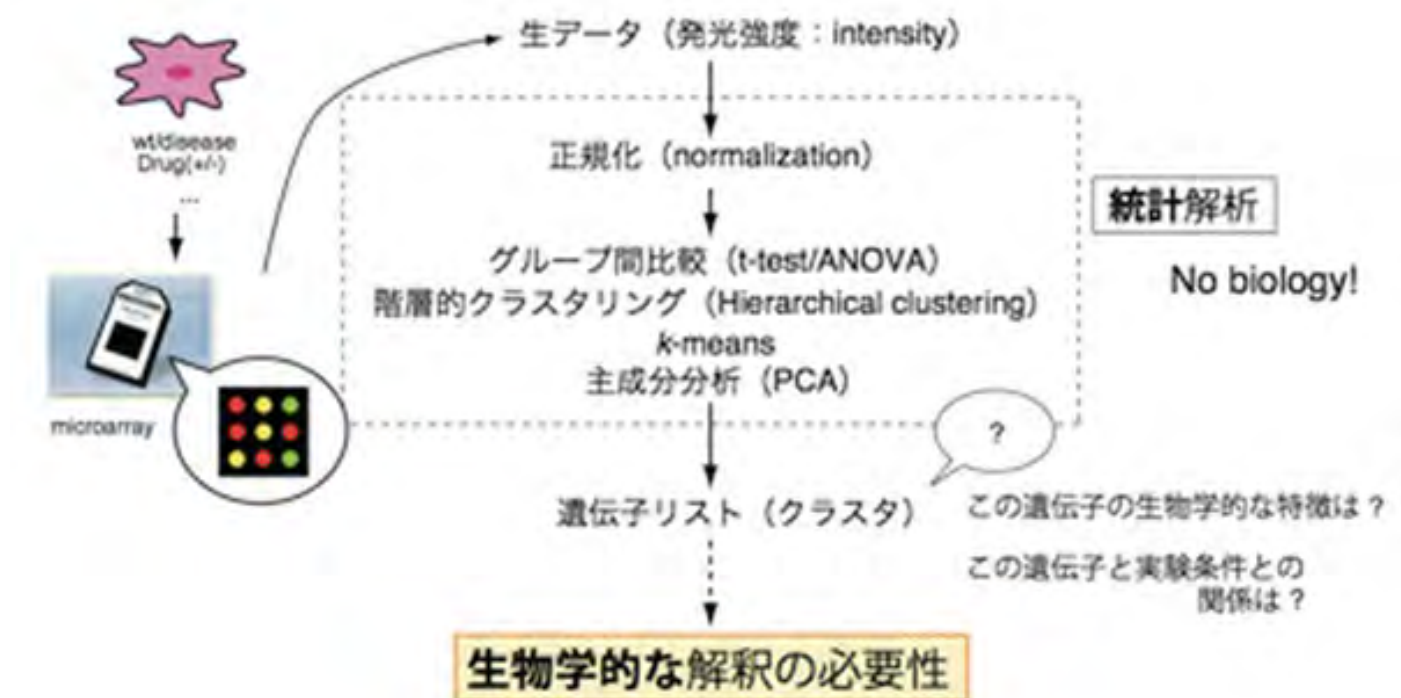 生データ（発光強度：intensity）
wt/disease
Drug(+/-)
...
microarray
正規化（normalization）
グループ間比較（t-test/ANOVA）
階層的クラスタリング（Hierarchical clustering）
k-means
主成分分析（PCA）
統計解析
No biology!
?
遺伝子リスト（クラスタ）
この遺伝子の生物学的な特徴は？
この遺伝子と実験条件との
関係は？
生物学的な解釈の必要性